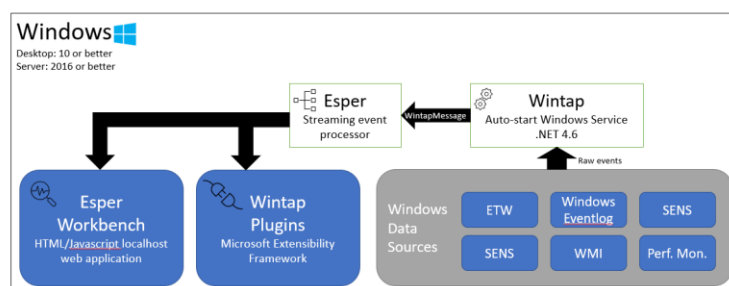 Windows
Desktop: 10 or better
Server: 2016 or better
Esper
Streaming event
processor
WintapMessage
Wintap
Auto-start Windows Service
.NET 4.6
Raw events
Esper
Workbench
HTML/Javascript localhost
web application
Wintap
Plugins
Microsoft Extensibility
Framework
Windows
Data
Sources
ETW
Windows
Eventlog
SENS
SENS
WMI
Perf. Mon.